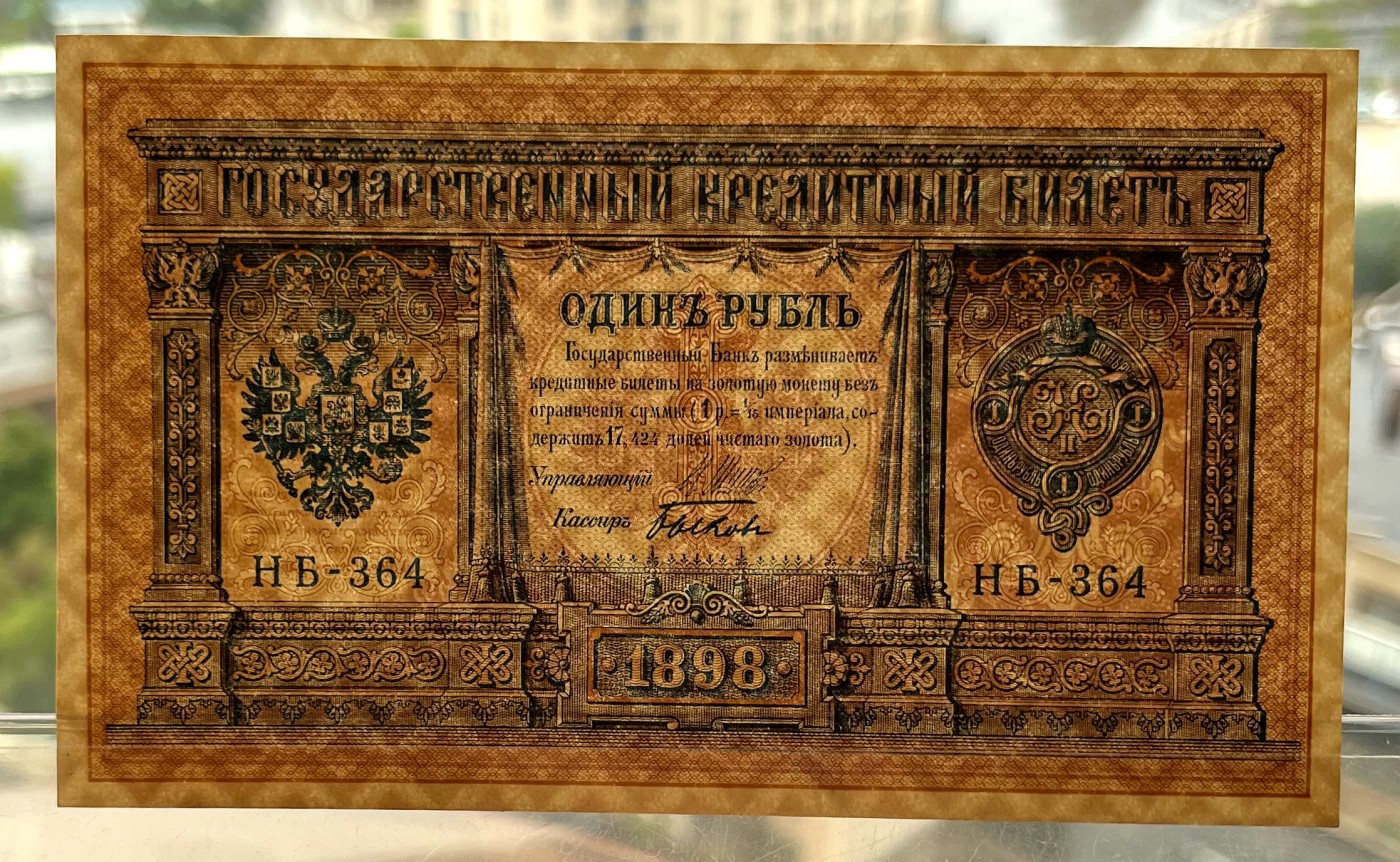 ГОСУДАРСТВЕННЫЙ КРЕДИТНЫЙ БИЛЕТЪ
ОДИНЪ РУБЛЬ
Государственный Банкъ размѣниваетъ
кредитные билеты на золотую монету безъ
ограниченія суммы (1 р.= 1/15 имперіала, со-
держитъ 17,424 долей чистаго золота).
Управляющій
Кассиръ
НБ-364
НБ-364
1898